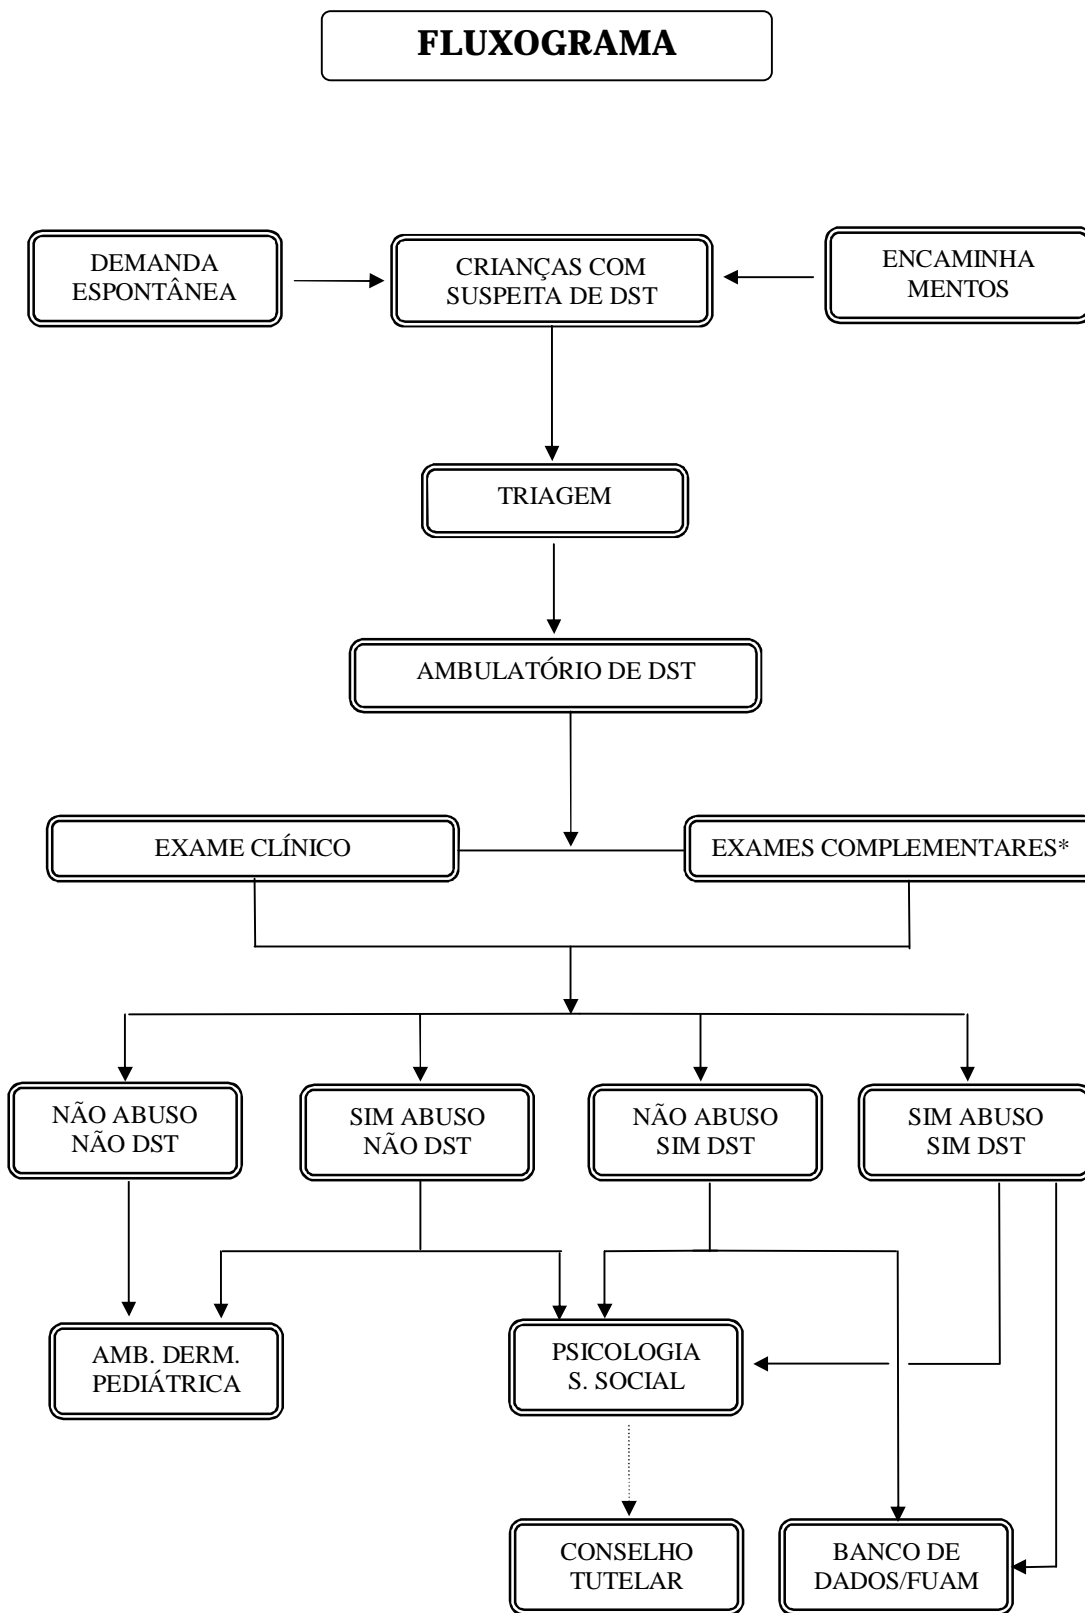 FLUXOGRAMA
DEMANDA
ESPONTÂNEA
CRIANÇAS COM
SUSPEITA DE DST
ENCAMINHA
MENTOS
TRIAGEM
AMBULATÓRIO DE DST
EXAME CLÍNICO
EXAMES COMPLEMENTARES*
NÃO ABUSO
NÃO DST
SIM ABUSO
NÃO DST
NÃO ABUSO
SIM DST
SIM ABUSO
SIM DST
AMB. DERM.
PEDIÁTRICA
PSICOLOGIA
S. SOCIAL
CONSELHO
TUTELAR
BANCO DE
DADOS/FUAM